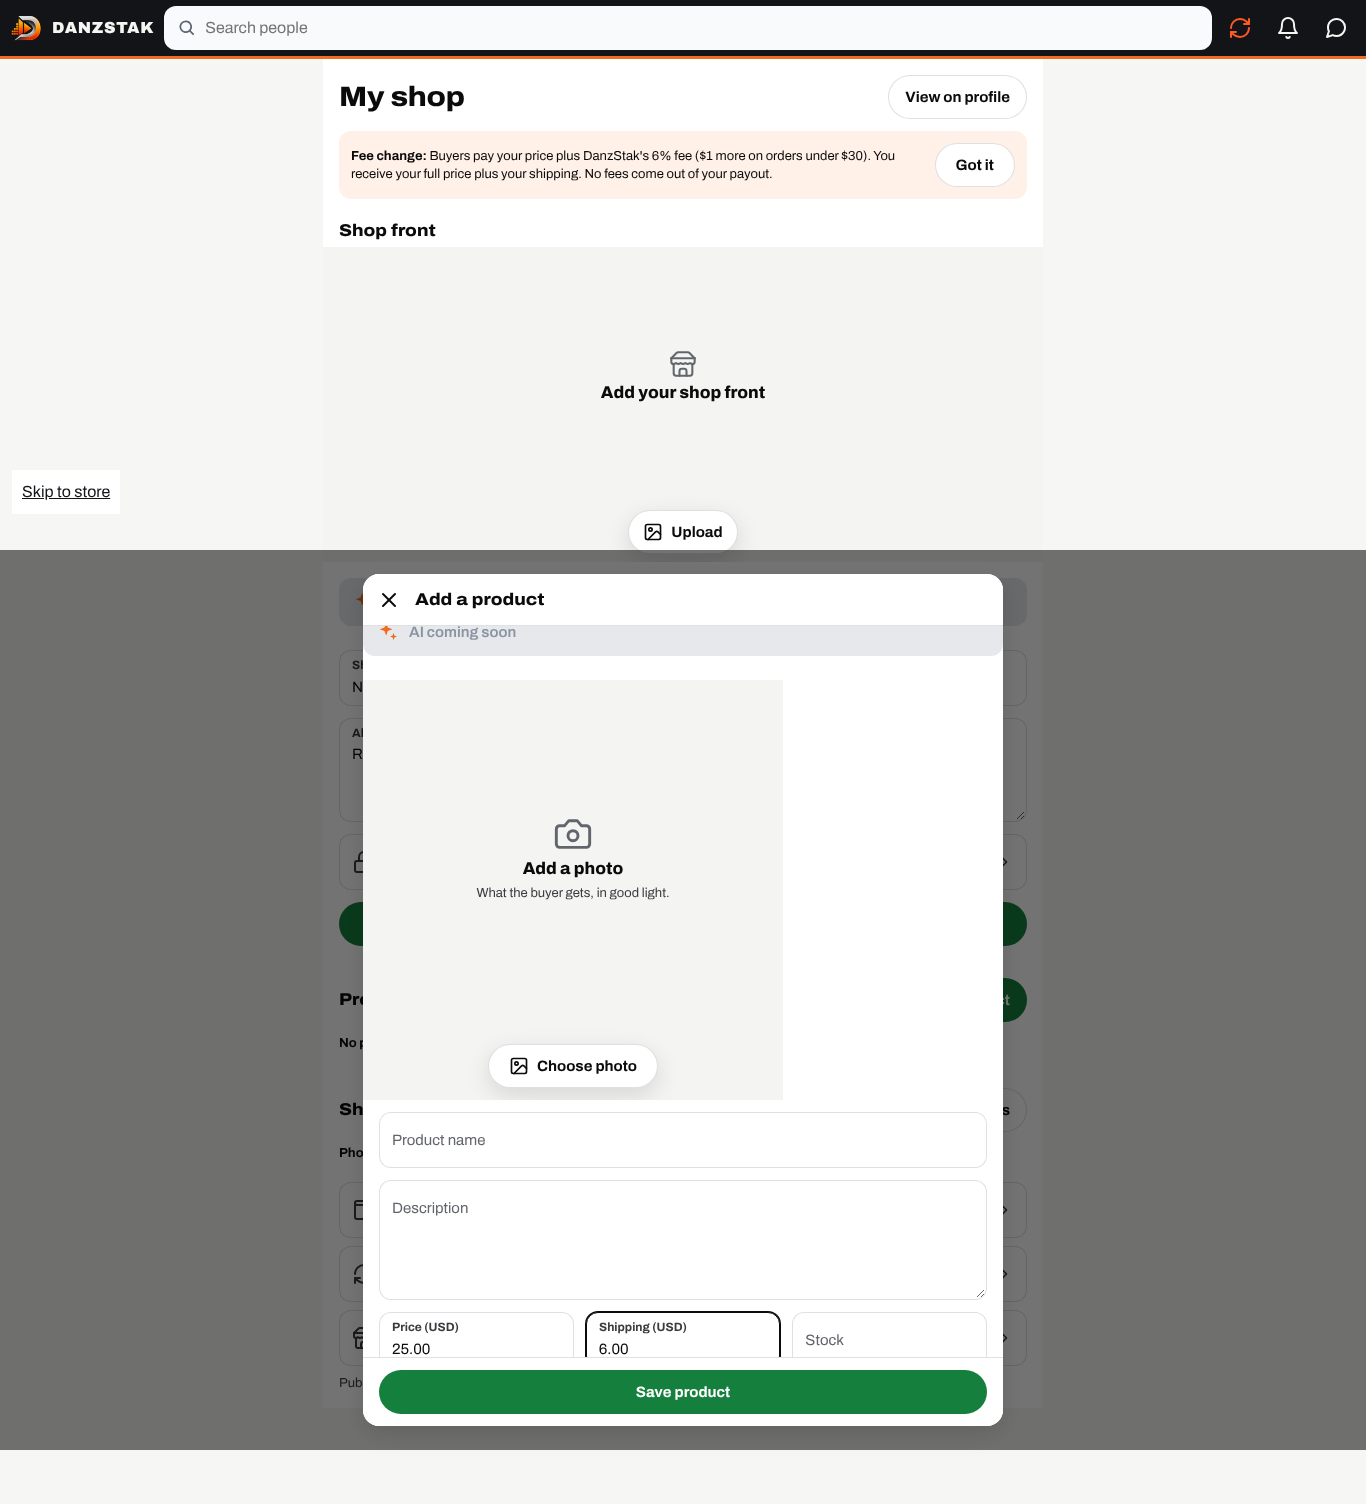 DANZSTAK
Search people
My shop
View on profile
Fee change: Buyers pay your price plus DanzStak's 6% fee ($1 more on orders under $30). You
receive your full price plus your shipping. No fees come out of your payout.
Got it
Shop front
Add your shop front
Skip to store
Upload
Add a product
AI coming soon
Add a photo
What the buyer gets, in good light.
Choose photo
Product name
Description
Price (USD)
25.00
Shipping (USD)
6.00
Stock
Save product